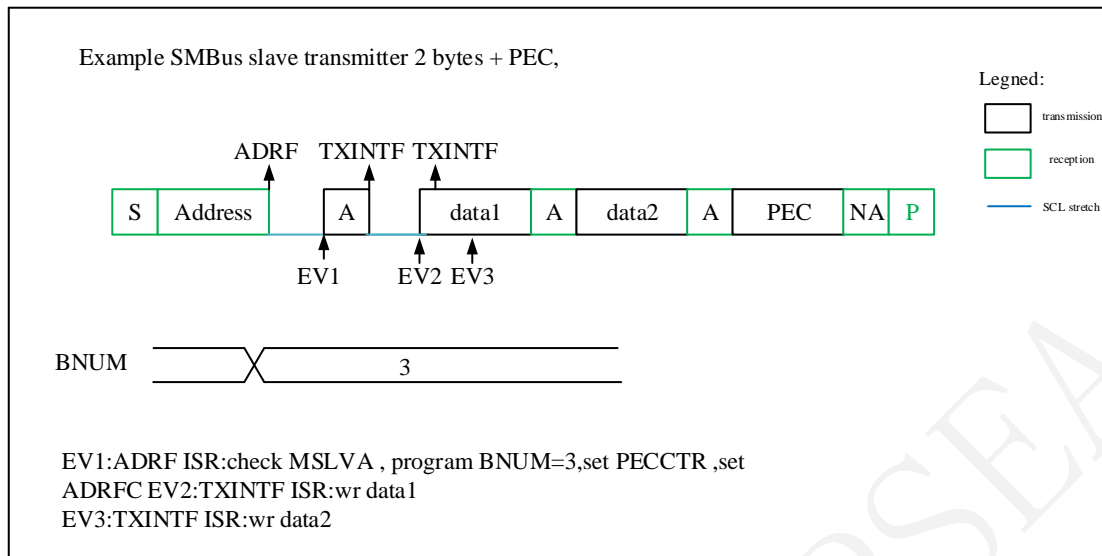 Example SMBus slave transmitter 2 bytes + PEC,
Legned:
transmission
reception
SCL stretch
ADRF TXINTF TXINTF
S Address A data1 A data2 A PEC NA P
EV1 EV2 EV3
BNUM 3
EV1:ADRF ISR:check MSLVA , program BNUM=3,set PECCTR ,set
ADRFC EV2:TXINTF ISR:wr data1
EV3:TXINTF ISR:wr data2